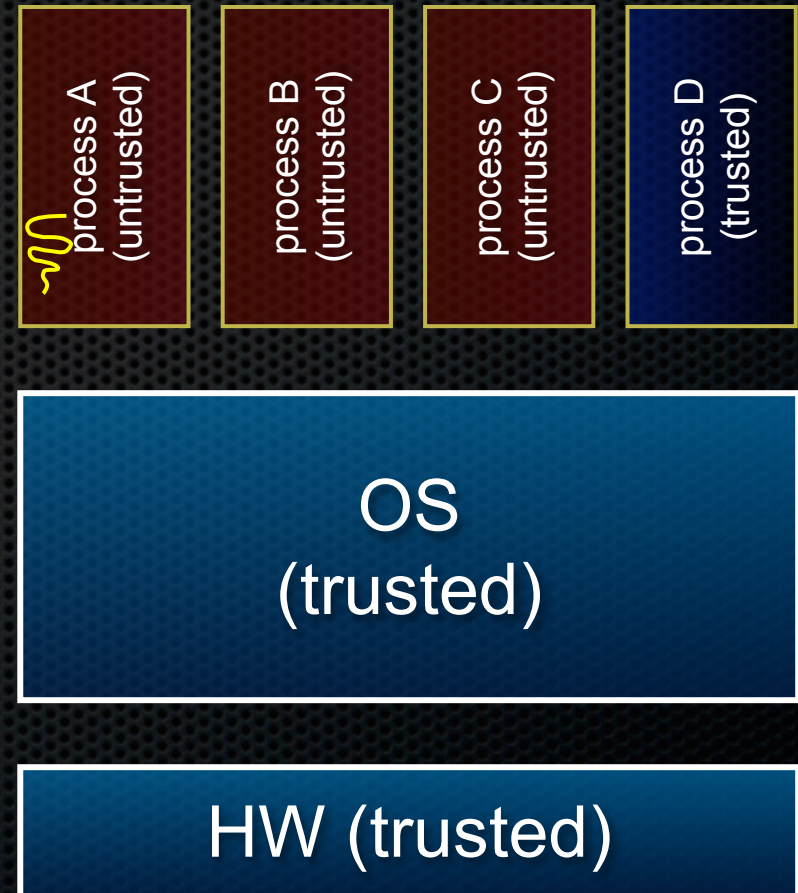 process A
(untrusted)
process B
(untrusted)
process C
(untrusted)
process D
(trusted)
OS
(trusted)
HW (trusted)